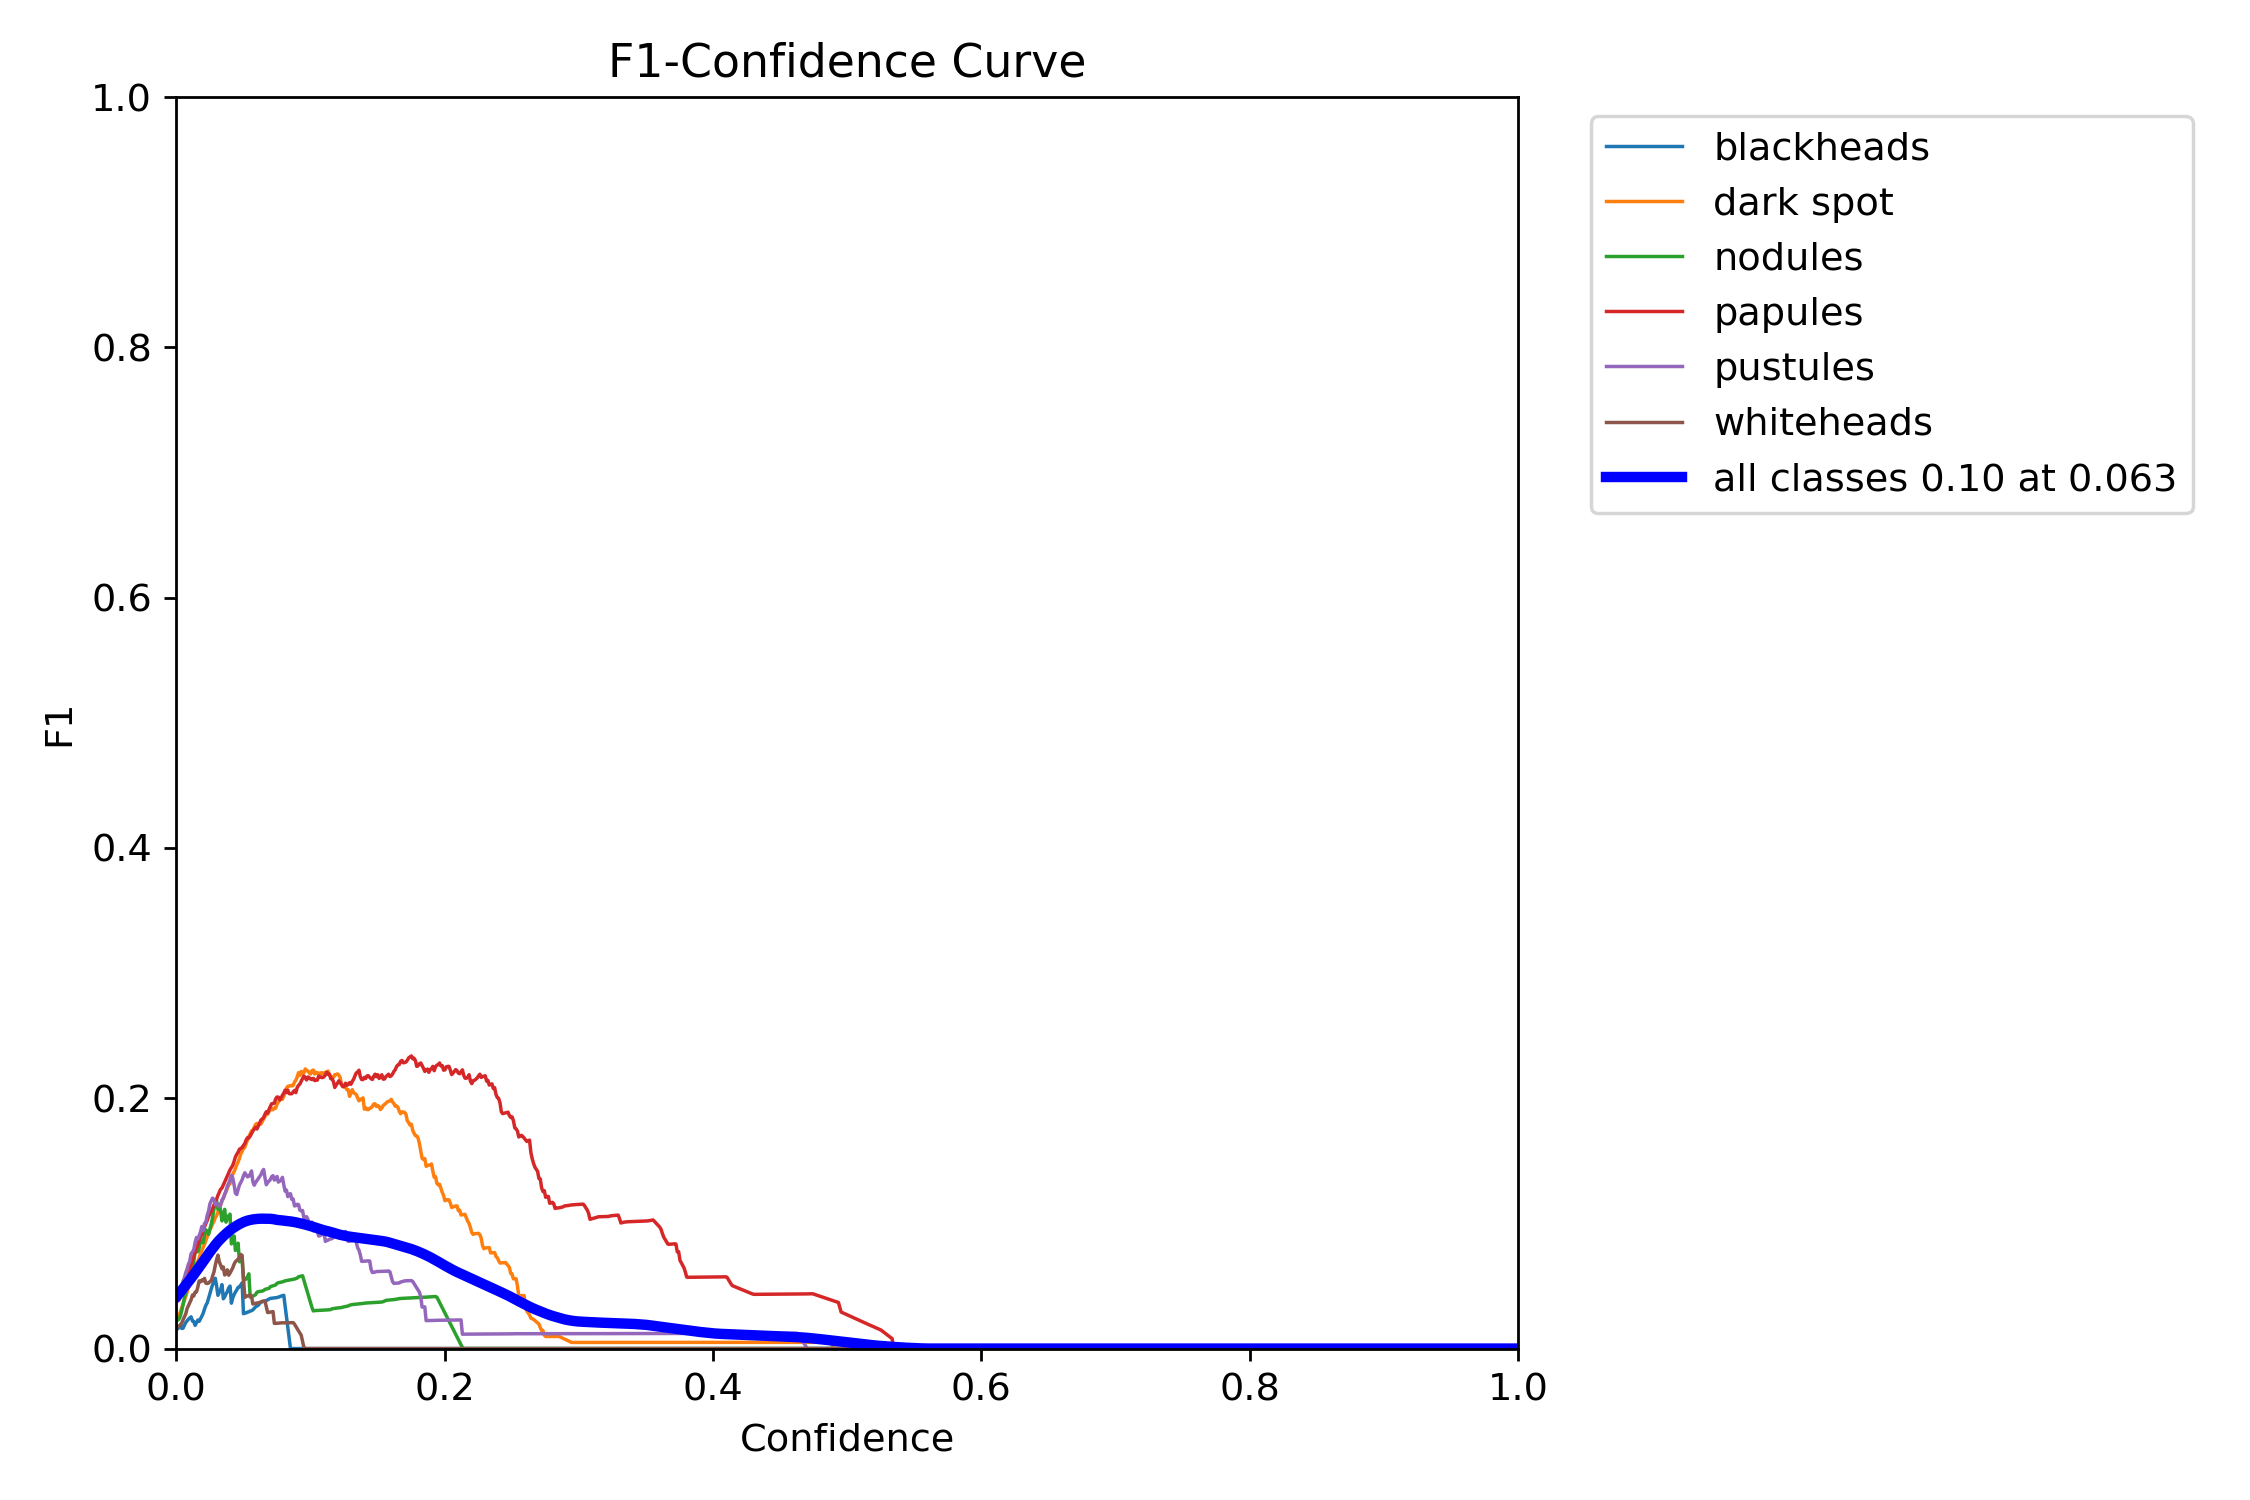 F1-Confidence Curve
1.0
0.8
0.6
0.4
0.2
0.0
F1
0.0 0.2 0.4 0.6 0.8 1.0
Confidence
blackheads
dark spot
nodules
papules
pustules
whiteheads
all classes 0.10 at 0.063